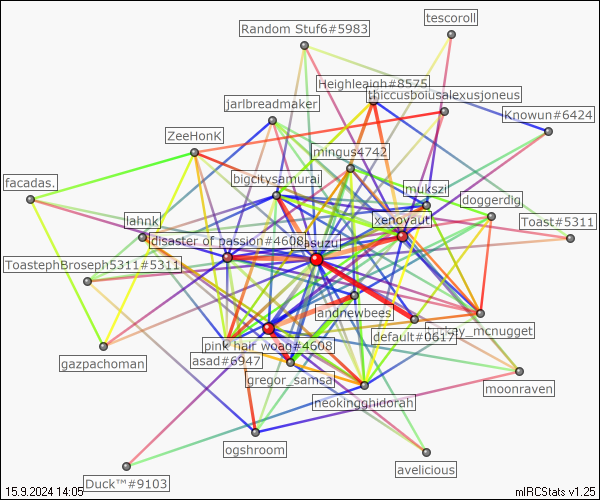 tescoroll
Random Stuf6#5983
Heighleaigh#8575
thiccusboiusalexusjoneus
jarlbreadmaker
Knowun#6424
ZeeHonK
mingus4742
bigcitysamurai
facadas.
mukszi
doggerdig
lahnk
xenoyaut
Toast#5311
disaster of passion#4608
asuzu
ToastephBroseph5311#5311
andnewbees
mcnugget
pink hair woag#4608
default#0617
gazpachoman
asad#6947
gregor_samsa
moonraven
neokingghidorah
ogshroom
avelicious
Duck™#9103
15.9.2024 14:05
mIRCStats v1.25